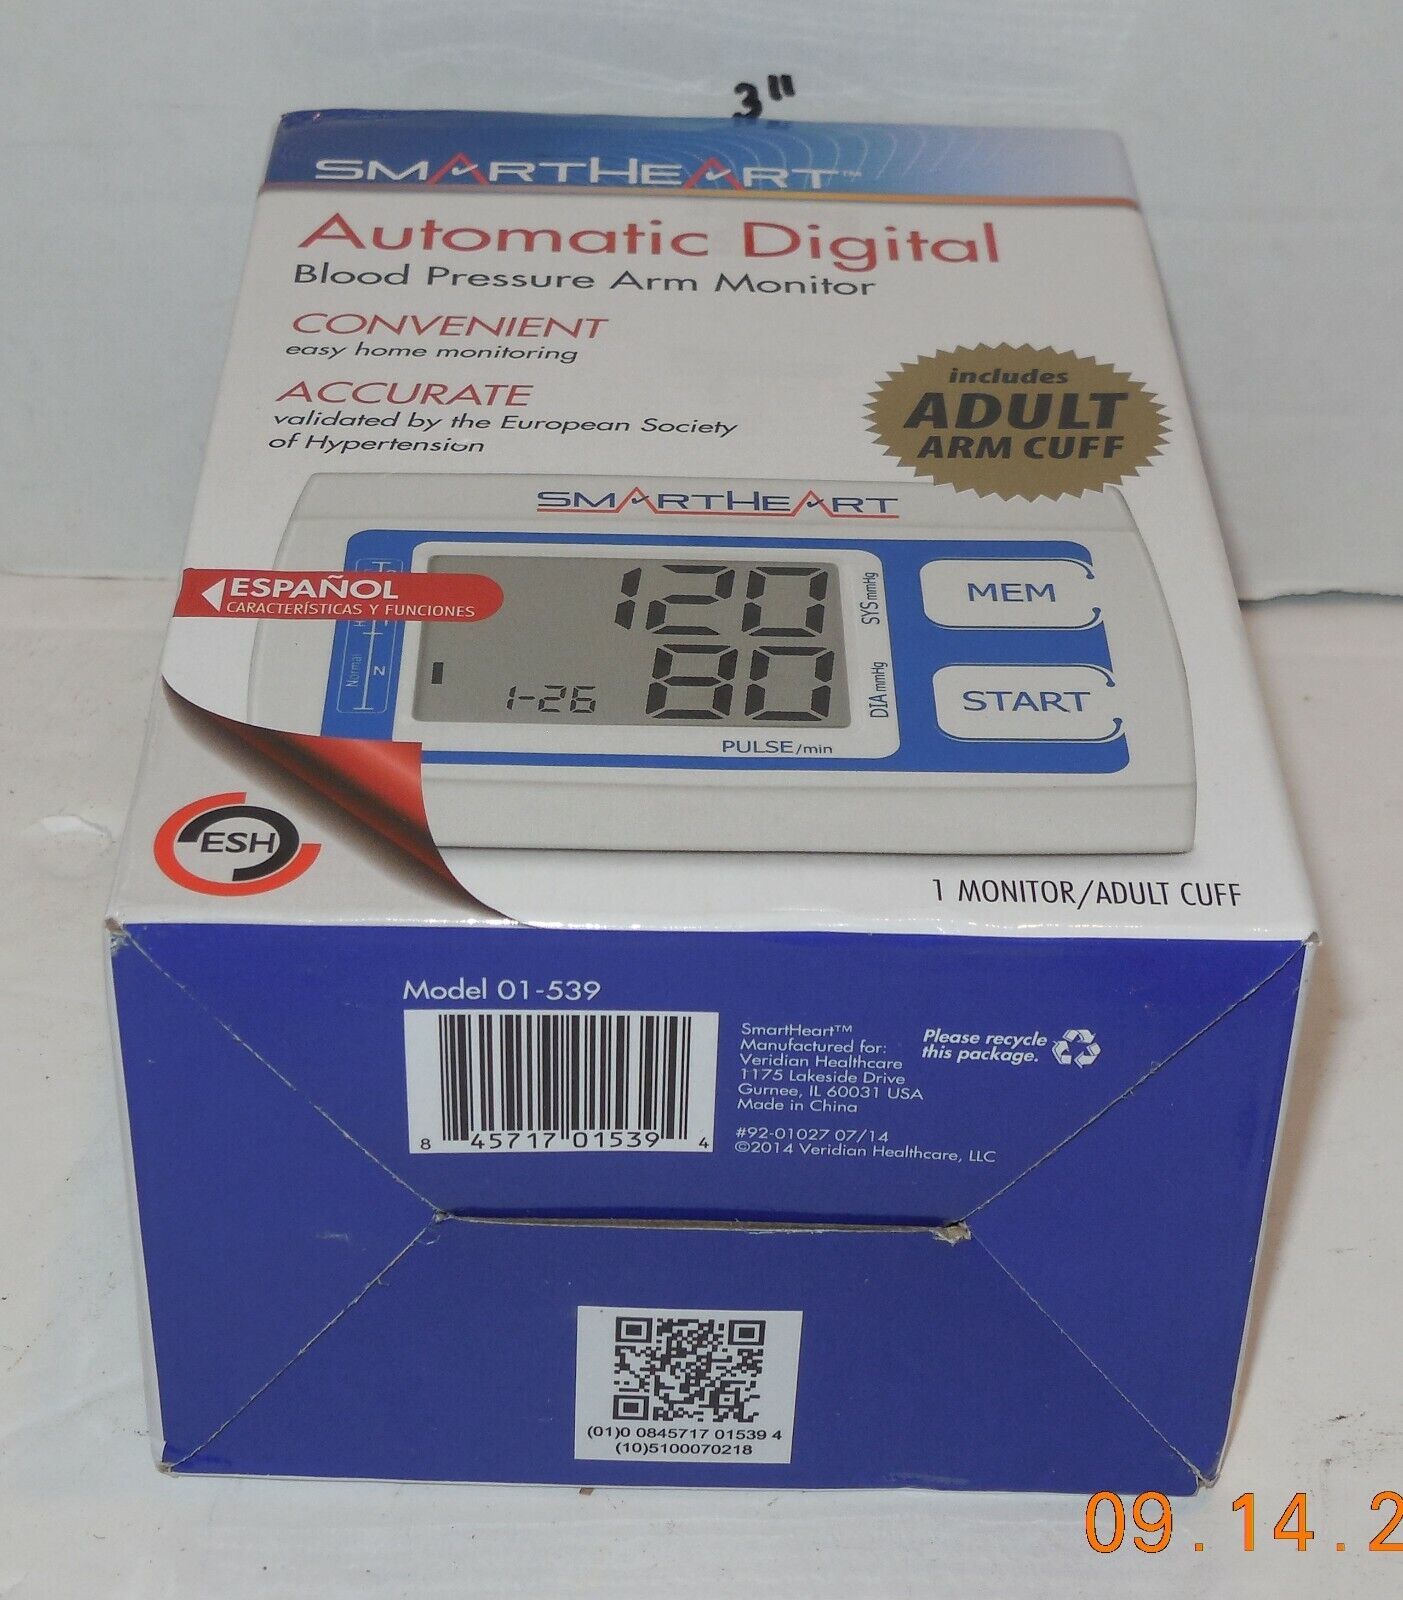 3"
SMARTHEART™
Automatic Digital
Blood Pressure Arm Monitor
CONVENIENT
easy home monitoring
ACCURATE
validated by the European Society
of Hypertension
includes
ADULT
ARM CUFF
SMARTHEART
ESPAÑOL
CARACTERÍSTICAS Y FUNCIONES
Normal
N
120
SYS mmHg
80
DIA mmHg
1-26
PULSE/min
MEM
START
ESH
1 MONITOR/ADULT CUFF
Model 01-539
8 45717 01539 4
SmartHeart™
Manufactured for:
Veridian Healthcare
1175 Lakeside Drive
Gurnee, IL 60031 USA
Made in China
#92-01027 07/14
©2014 Veridian Healthcare, LLC
Please recycle
this package.
(01)0 0845717 01539 4
(10)5100070218
09.14.2